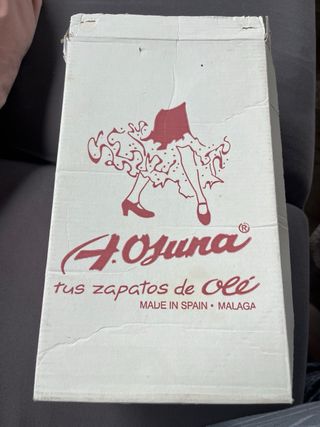 A.Osuna®
tus zapatos de olé
MADE IN SPAIN • MALAGA